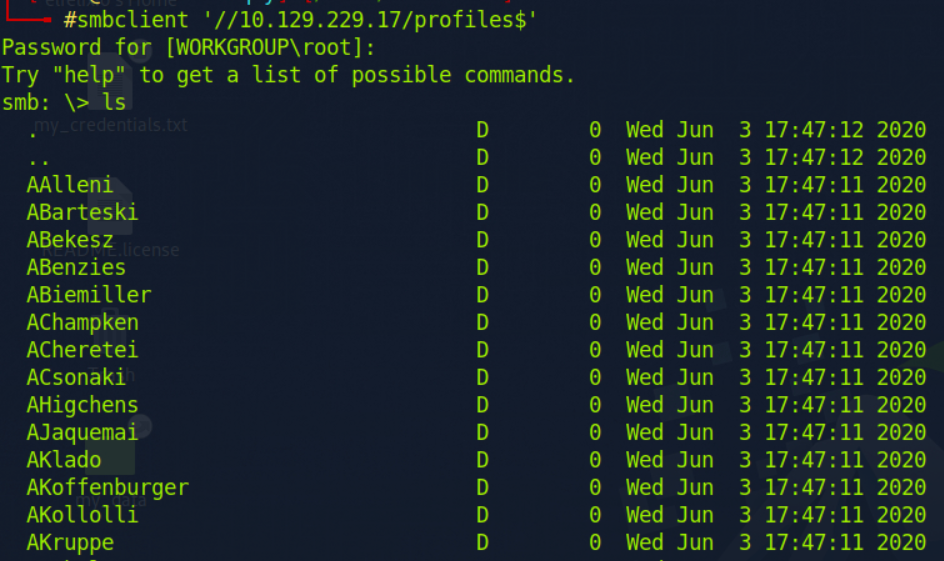 #smbclient '//10.129.229.17/profiles$'
Password for [WORKGROUP\root]:
Try "help" to get a list of possible commands.
smb: \> ls
my_credentials.txt
. D 0 Wed Jun 3 17:47:12 2020
.. D 0 Wed Jun 3 17:47:12 2020
AAlleni D 0 Wed Jun 3 17:47:11 2020
ABarteski D 0 Wed Jun 3 17:47:11 2020
ABekesz D 0 Wed Jun 3 17:47:11 2020
README.license
ABenzies D 0 Wed Jun 3 17:47:11 2020
ABiemiller D 0 Wed Jun 3 17:47:11 2020
AChampken D 0 Wed Jun 3 17:47:11 2020
ACheretei D 0 Wed Jun 3 17:47:11 2020
ACsonaki D 0 Wed Jun 3 17:47:11 2020
AHigchens D 0 Wed Jun 3 17:47:11 2020
AJaquemai D 0 Wed Jun 3 17:47:11 2020
AKlado D 0 Wed Jun 3 17:47:11 2020
AKoffenburger D 0 Wed Jun 3 17:47:11 2020
my_data
AKollolli D 0 Wed Jun 3 17:47:11 2020
AKruppe D 0 Wed Jun 3 17:47:11 2020